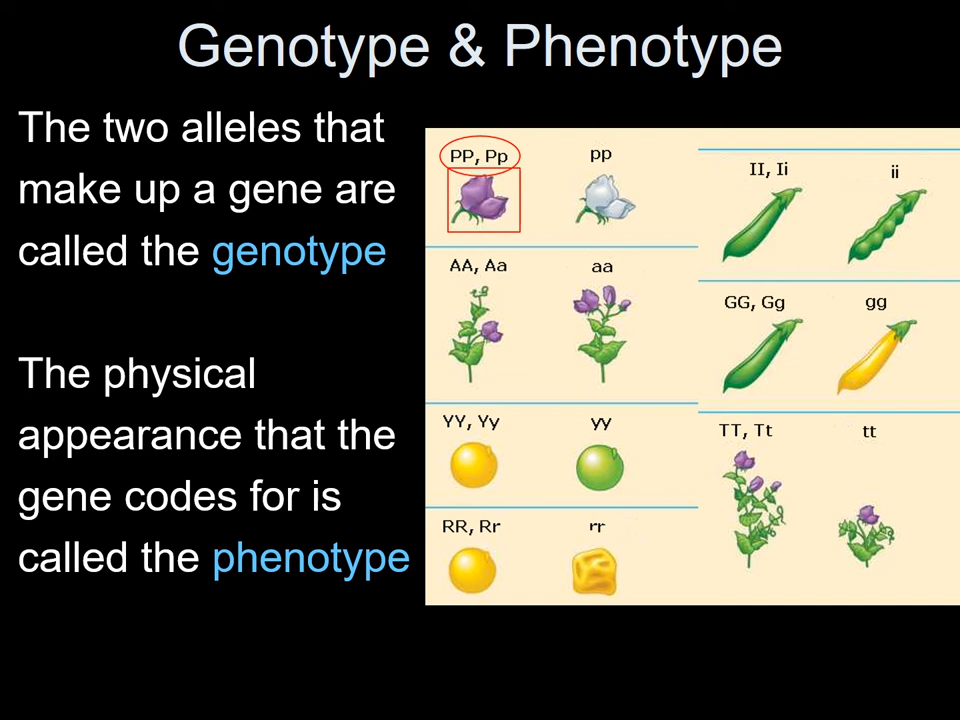 Genotype & Phenotype
The two alleles that
make up a gene are
called the genotype
The physical
appearance that the
gene codes for is
called the phenotype
PP, Pp
pp
AA, Aa
aa
YY, Yy
yy
RR, Rr
rr
II, Ii
ii
GG, Gg
gg
TT, Tt
tt